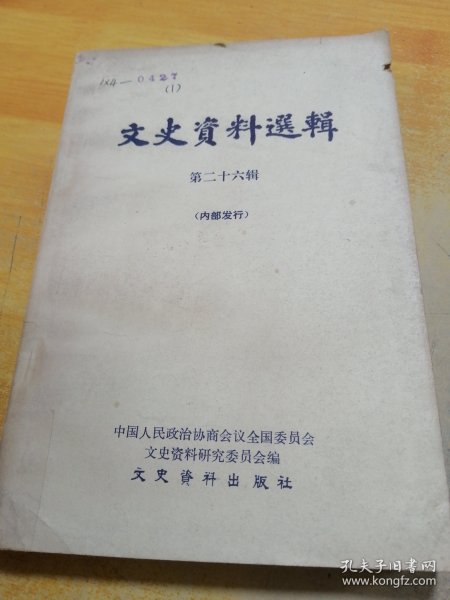 1X4—0427
(1)
文史資料選輯
第二十六辑
(内部发行)
中国人民政治协商会议全国委员会
文史资料研究委员会编
文史资料出版社
孔夫子旧书网
www.kongfz.com